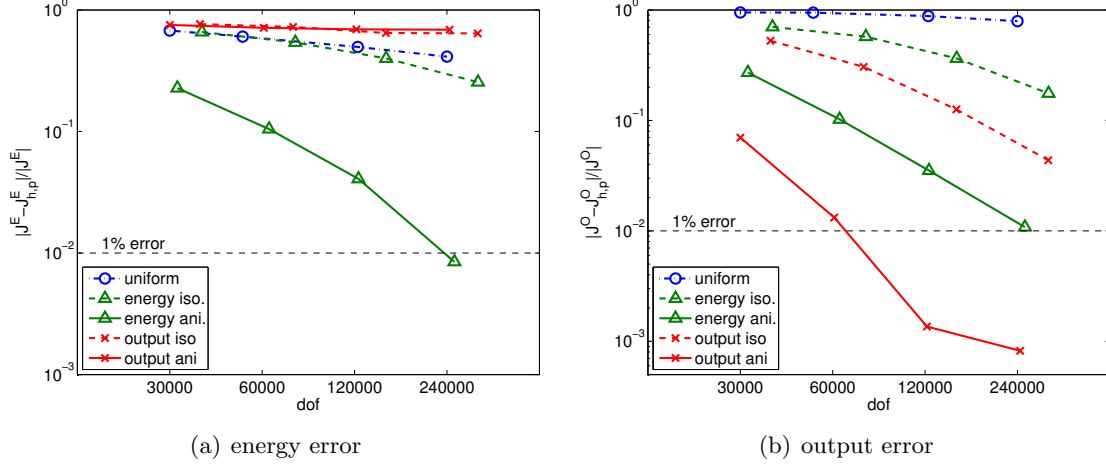 10^0
10^-1
10^-2
10^-3
|J^E−J^E_{h,p}|/|J^E|
1% error
uniform
energy iso.
energy ani.
output iso
output ani
30000 60000 120000 240000
dof
(a) energy error
10^0
10^-1
10^-2
10^-3
|J^O−J^O_{h,p}|/|J^O|
1% error
uniform
energy iso.
energy ani.
output iso
output ani
30000 60000 120000 240000
dof
(b) output error